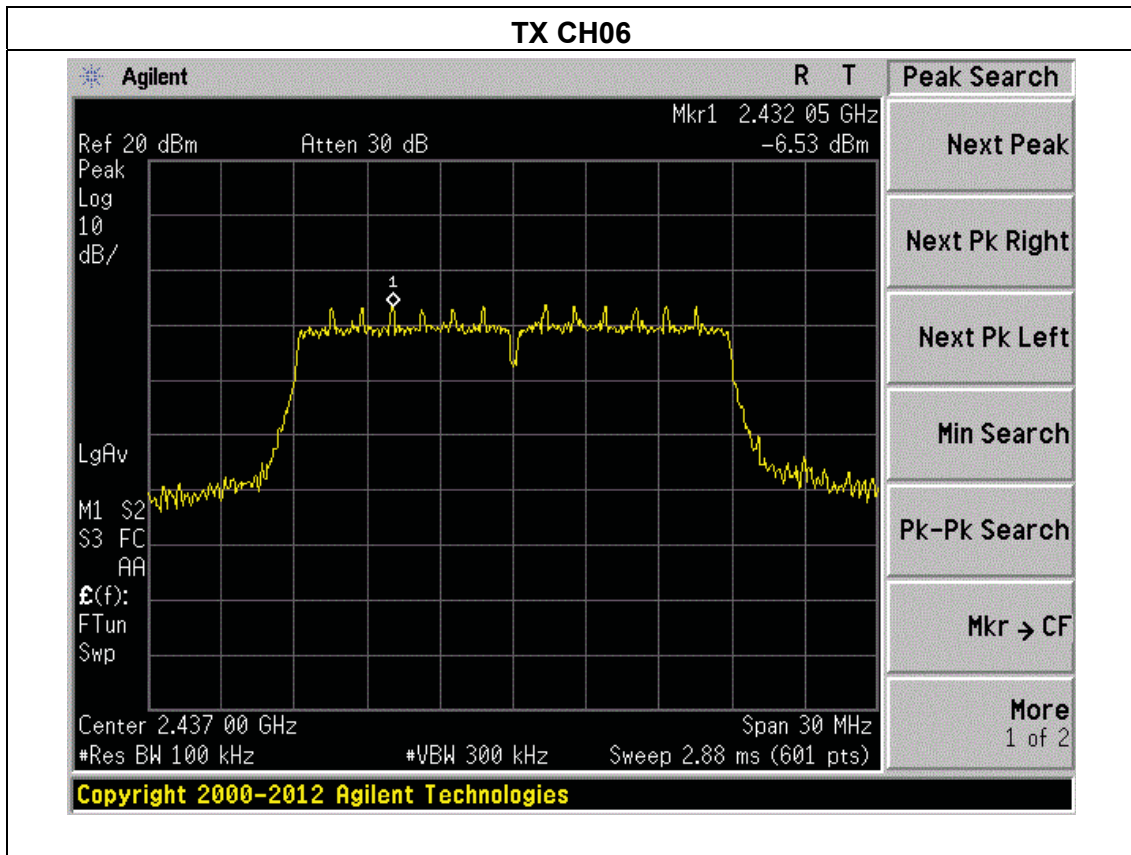 TX CH06
Agilent R T
Peak Search
Mkr1 2.432 05 GHz
Ref 20 dBm Atten 30 dB -6.53 dBm
Peak
Log
10
dB/
1
LgAv
M1 S2
S3 FC
AA
£(f):
FTun
Swp
Center 2.437 00 GHz Span 30 MHz
#Res BW 100 kHz #VBW 300 kHz Sweep 2.88 ms (601 pts)
Copyright 2000-2012 Agilent Technologies
Next Peak
Next Pk Right
Next Pk Left
Min Search
Pk-Pk Search
Mkr → CF
More
1 of 2